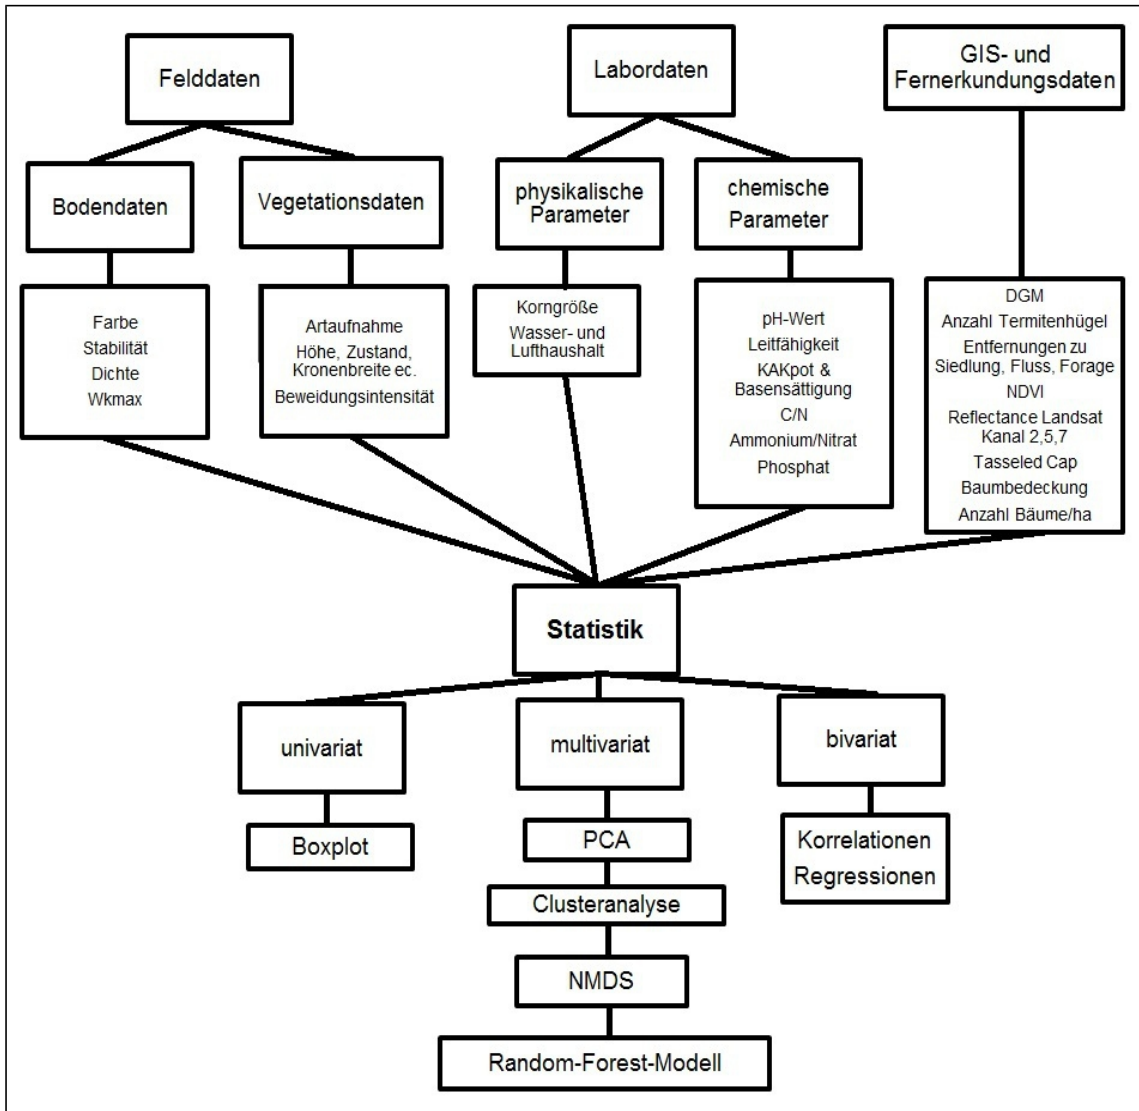 Felddaten
Labordaten
GIS- und
Fernerkundungsdaten
Bodendaten
Vegetationsdaten
physikalische
Parameter
chemische
Parameter
Farbe
Stabilität
Dichte
Wkmax
Artaufnahme
Höhe, Zustand,
Kronenbreite ec.
Beweidungsintensität
Korngröße
Wasser- und
Lufthaushalt
pH-Wert
Leitfähigkeit
KAKpot &
Basensättigung
C/N
Ammonium/Nitrat
Phosphat
DGM
Anzahl Termitenhügel
Entfernungen zu
Siedlung, Fluss, Forage
NDVI
Reflectance Landsat
Kanal 2,5,7
Tasseled Cap
Baumbedeckung
Anzahl Bäume/ha
Statistik
univariat
multivariat
bivariat
Boxplot
PCA
Korrelationen
Regressionen
Clusteranalyse
NMDS
Random-Forest-Modell